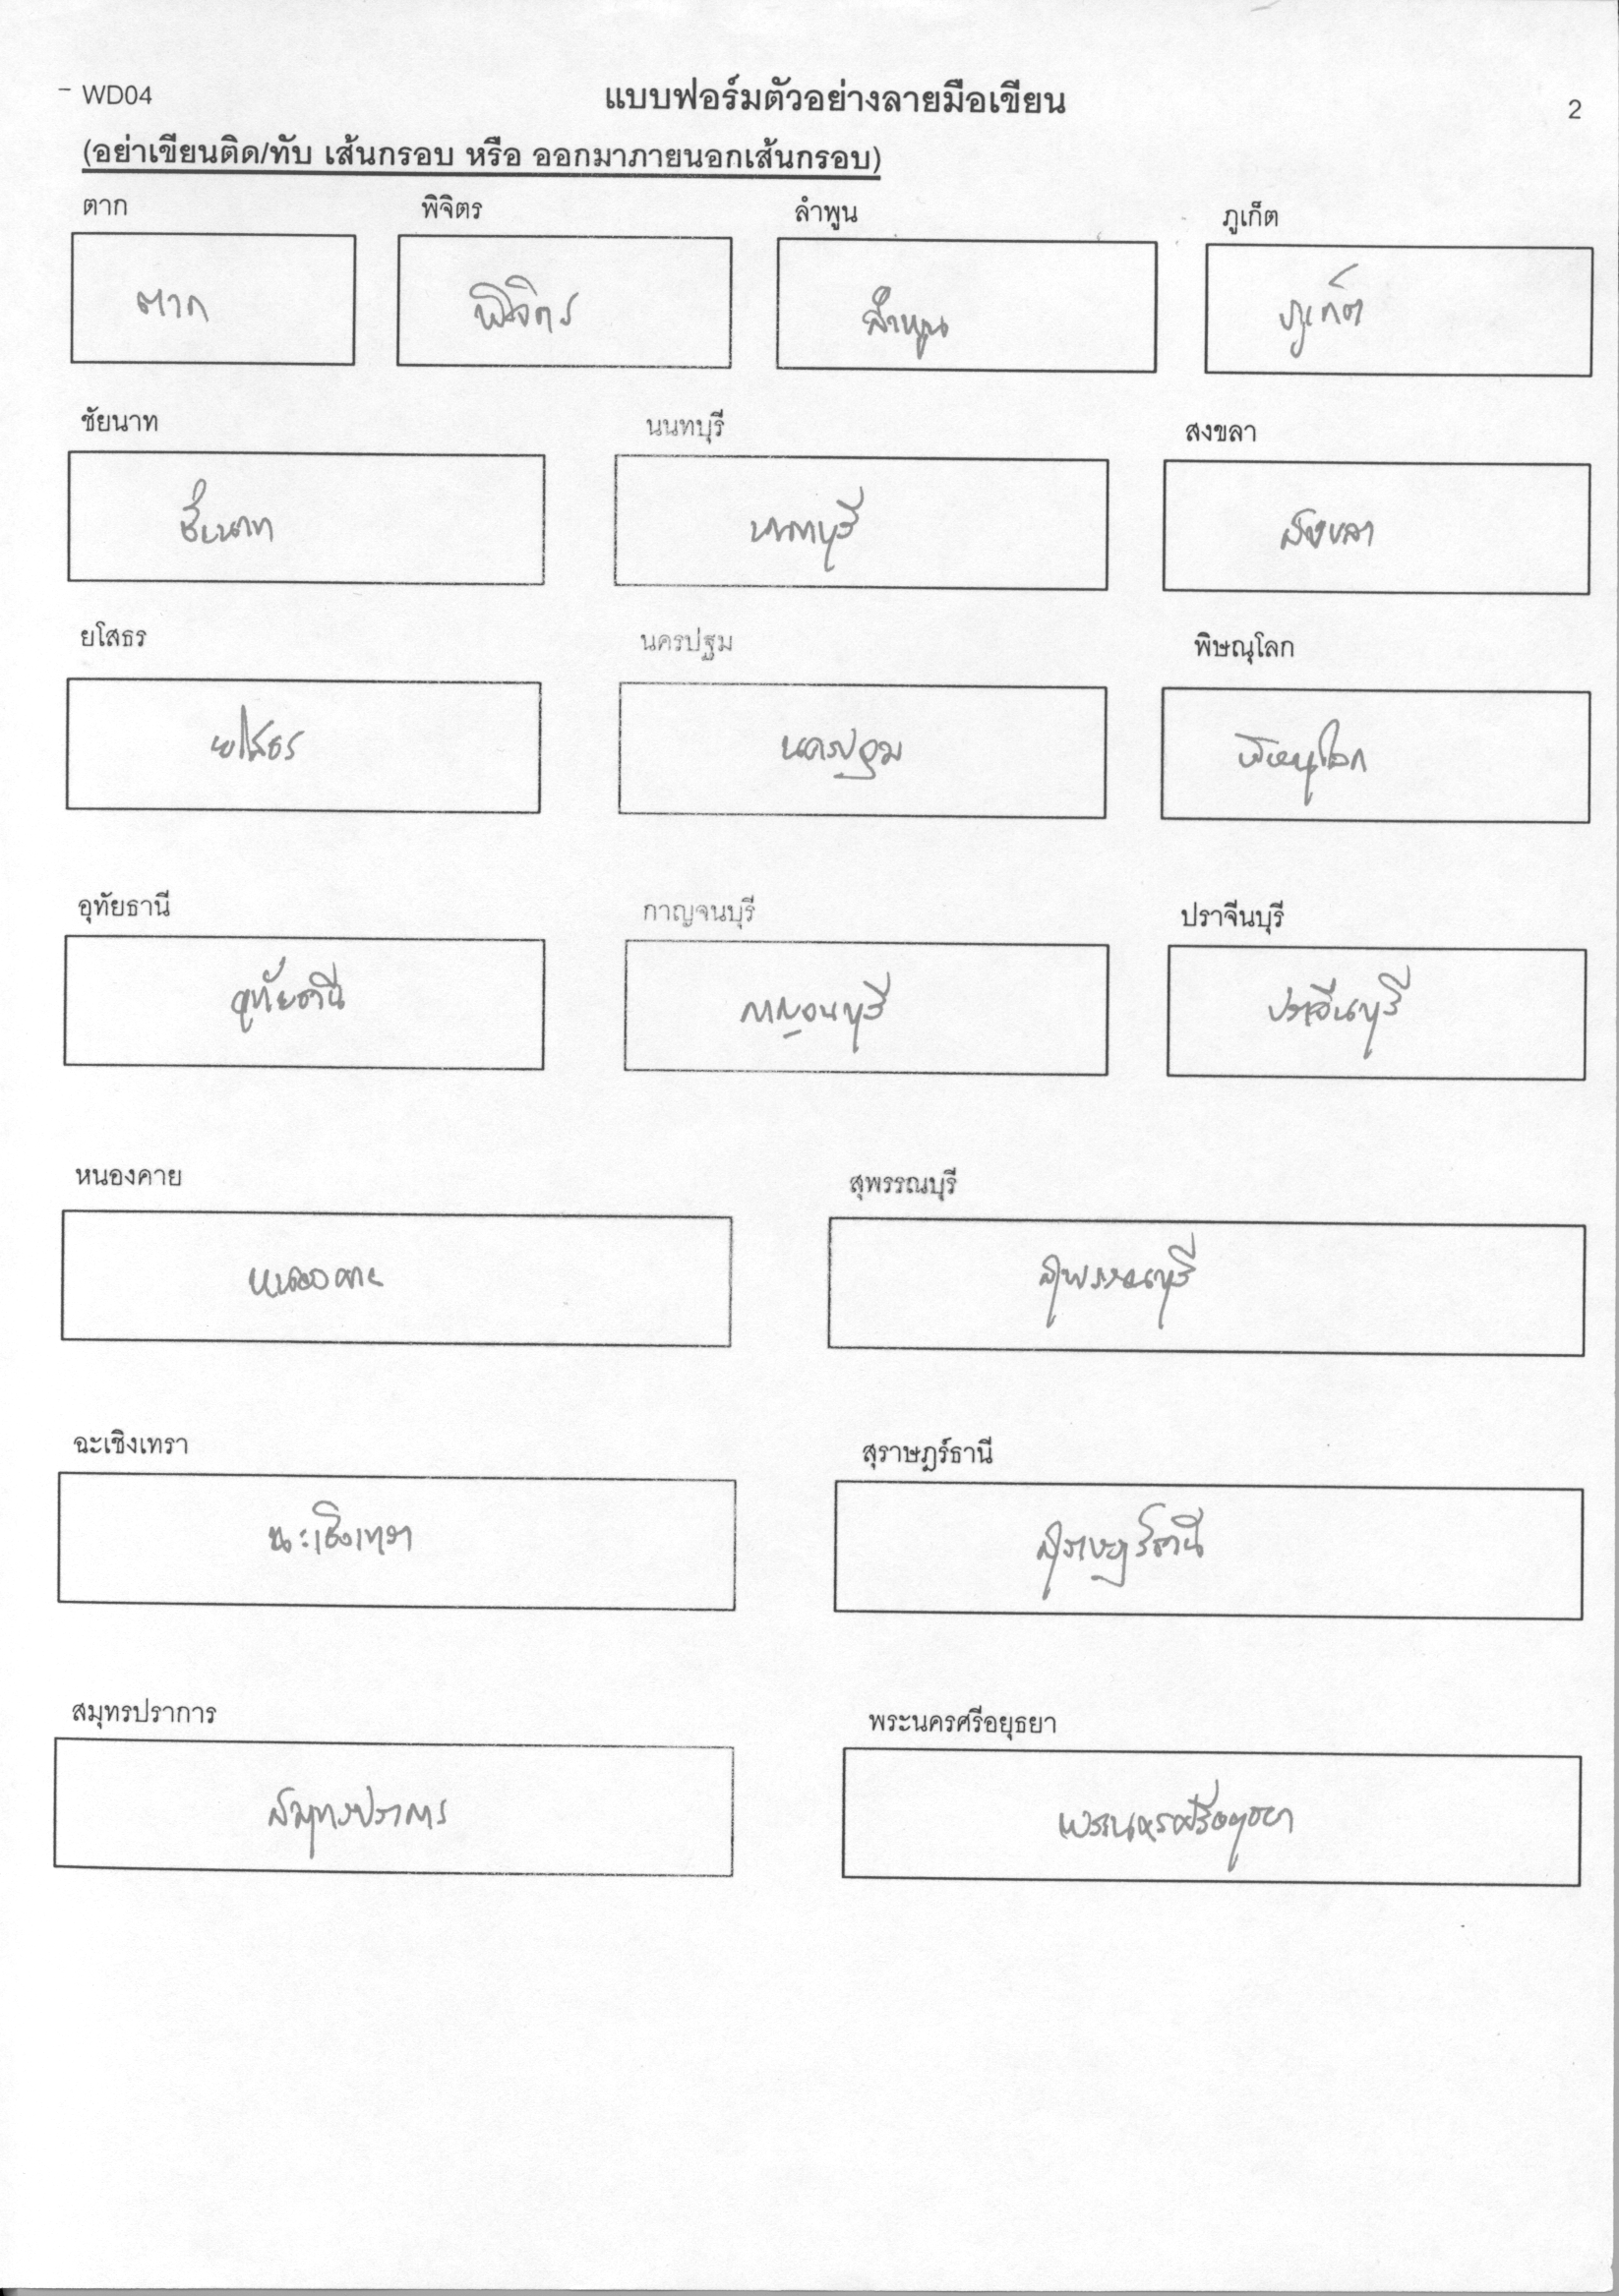 WD04 แบบฟอร์มตัวอย่างลายมือเขียน 2
(อย่าเขียนติด/ทับ เส้นกรอบ หรือ ออกมาภายนอกเส้นกรอบ)
ตาก พิจิตร ลำพูน ภูเก็ต
ตาก พิจิตร ลำพูน ภูเก็ต
ชัยนาท นนทบุรี สงขลา
ชัยนาท นนทบุรี สงขลา
ยโสธร นครปฐม พิษณุโลก
ยโสธร นครปฐม พิษณุโลก
อุทัยธานี กาญจนบุรี ปราจีนบุรี
อุทัยธานี กาญจนบุรี ปราจีนบุรี
หนองคาย สุพรรณบุรี
หนองคาย สุพรรณบุรี
ฉะเชิงเทรา สุราษฎร์ธานี
ฉะเชิงเทรา สุราษฎร์ธานี
สมุทรปราการ พระนครศรีอยุธยา
สมุทรปราการ พระนครศรีอยุธยา